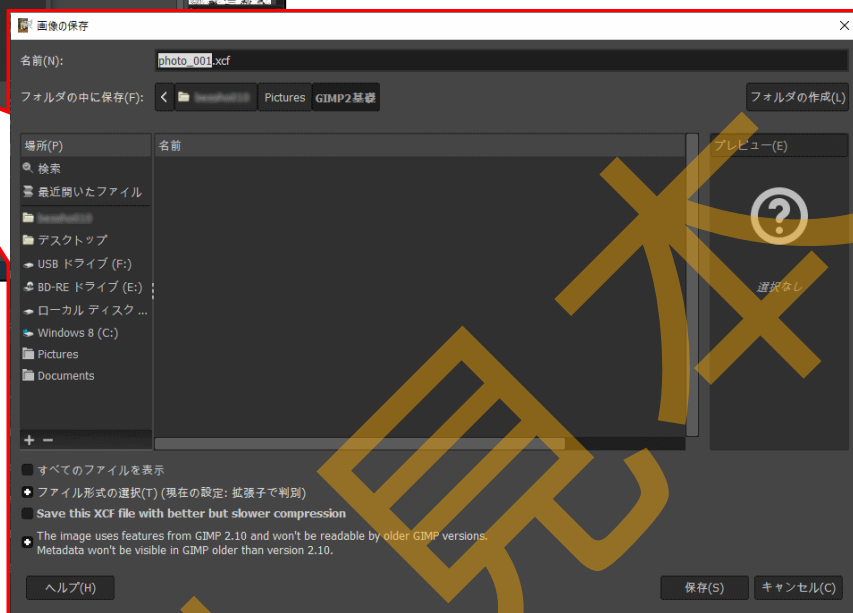 画像の保存
名前(N):
photo_001.xcf
フォルダの中に保存(F):
Pictures
GIMP2基礎
フォルダの作成(L)
場所(P)
名前
プレビュー(E)
検索
最近開いたファイル
デスクトップ
USB ドライブ (F:)
BD-RE ドライブ (E:)
ローカル ディスク ...
Windows 8 (C:)
Pictures
Documents
選択なし
すべてのファイルを表示
ファイル形式の選択(T) (現在の設定: 拡張子で判別)
Save this XCF file with better but slower compression
The image uses features from GIMP 2.10 and won't be readable by older GIMP versions.
Metadata won't be visible in GIMP older than version 2.10.
ヘルプ(H)
保存(S)
キャンセル(C)
見本